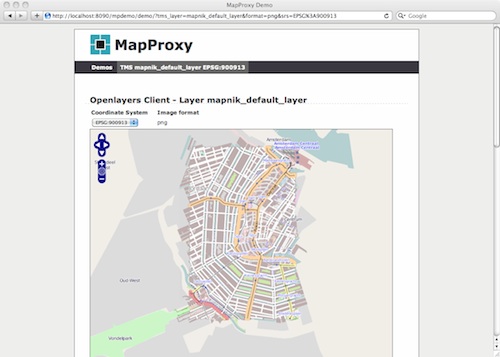 MapProxy Demo
http://localhost:8090/mpdemo/demo/?tms_layer=mapnik_default_layer&format=png&srs=EPSG%3A900913
Google
MapProxy
Demos TMS mapnik_default_layer EPSG:900913
Openlayers Client - Layer mapnik_default_layer
Coordinate System Image format
EPSG:900913 png
Oud-West
Vondelpark